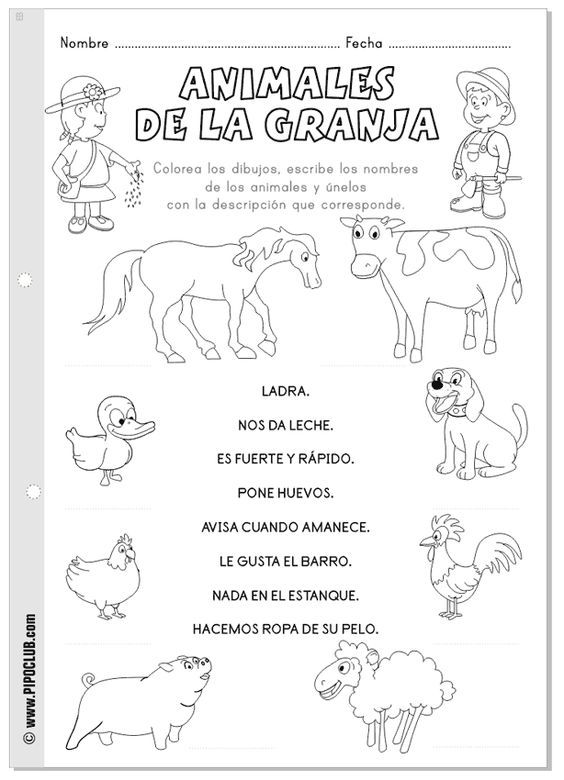 Nombre ........................................................ Fecha ...............................
ANIMALES
DE LA GRANJA
Colorea los dibujos, escribe los nombres
de los animales y únelos
con la descripción que corresponde.
LADRA.
NOS DA LECHE.
ES FUERTE Y RÁPIDO.
PONE HUEVOS.
AVISA CUANDO AMANECE.
LE GUSTA EL BARRO.
NADA EN EL ESTANQUE.
HACEMOS ROPA DE SU PELO.
© www.PIPOCLUB.com